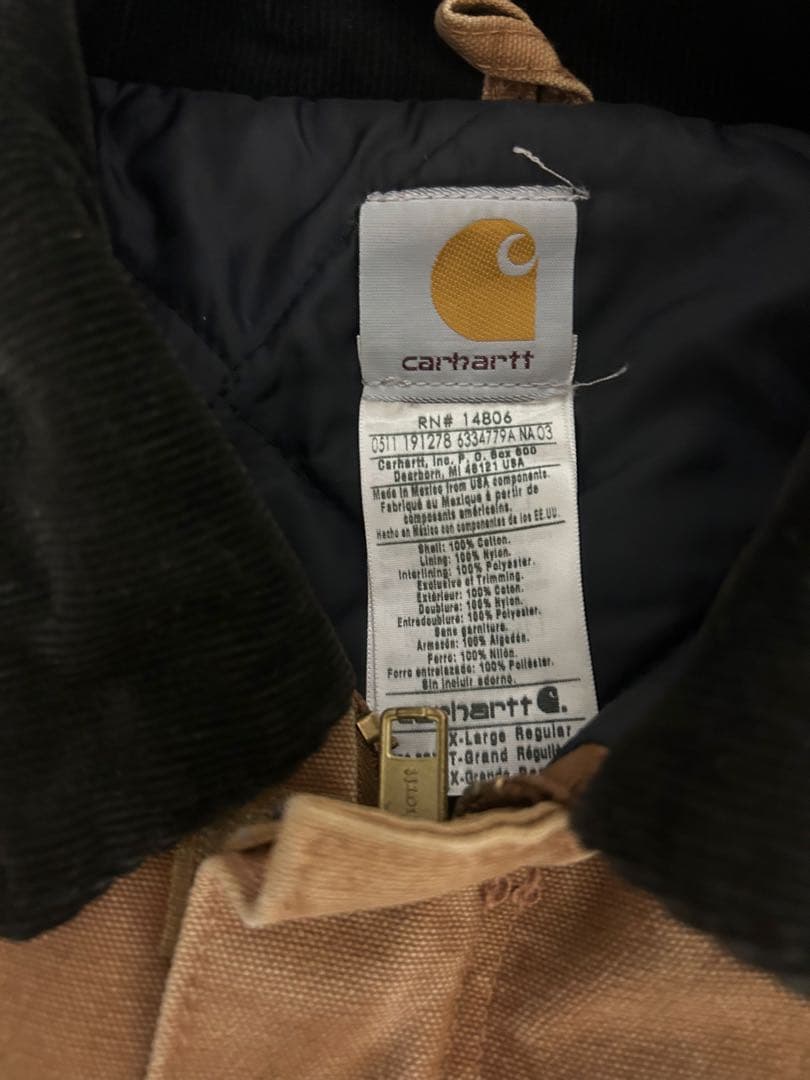 carhartt
RN# 14806
0511 191278 6334779A NA 03
Carhartt, Inc. P. O. Box 600
Dearborn, MI 48121 USA
Made in Mexico from USA components.
Fabriqué au Mexique à partir de
composants américains.
Hecho en México con componentes de los EE.UU.
Shell: 100% Cotton.
Lining: 100% Nylon.
Interlining: 100% Polyester.
Exclusive of Trimming.
Extérieur: 100% Coton.
Doublure: 100% Nylon.
Entredoublure: 100% Polyester.
Sans garniture.
Armazón: 100% Algodón.
Forro: 100% Nilón.
Forro entrelazado: 100% Poliéster.
Sin incluir adorno.
carhartt
X-Large Regular
T-Grand Régulie
X-Grande